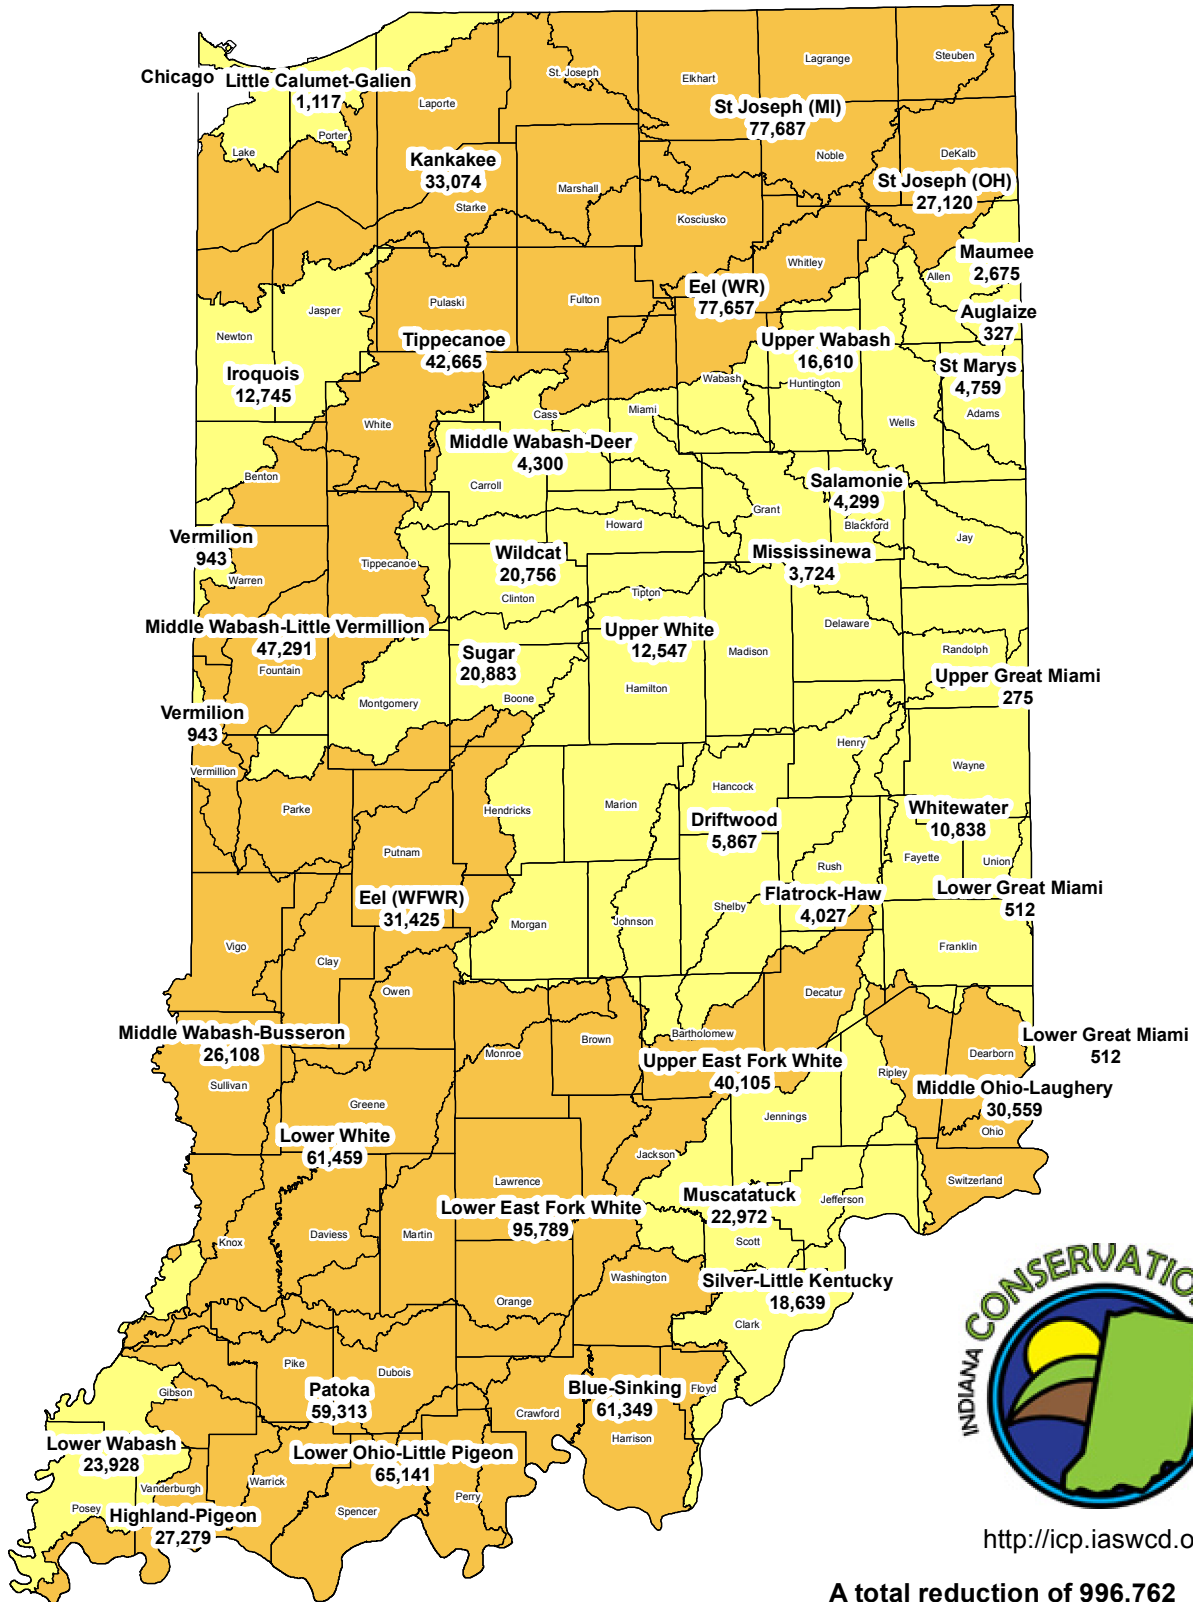 Steuben
Lagrange
St. Joseph
Elkhart
Chicago
Little Calumet-Galien
1,117
Laporte
St Joseph (MI)
77,687
Porter
Lake
Noble
DeKalb
Kankakee
33,074
Marshall
St Joseph (OH)
27,120
Starke
Kosciusko
Maumee
2,675
Whitley
Allen
Eel (WR)
77,657
Pulaski
Fulton
Jasper
Auglaize
327
Newton
Tippecanoe
42,665
Upper Wabash
16,610
St Marys
4,759
Iroquois
12,745
Wabash
Huntington
Cass
Miami
Adams
White
Wells
Middle Wabash-Deer
4,300
Benton
Carroll
Salamonie
4,299
Grant
Howard
Blackford
Jay
Vermilion
943
Wildcat
20,756
Mississinewa
3,724
Tippecanoe
Warren
Clinton
Tipton
Middle Wabash-Little Vermillion
47,291
Upper White
12,547
Delaware
Madison
Randolph
Sugar
20,883
Fountain
Hamilton
Upper Great Miami
275
Boone
Montgomery
Vermilion
943
Henry
Wayne
Vermillion
Hancock
Parke
Hendricks
Marion
Driftwood
5,867
Whitewater
10,838
Putnam
Rush
Fayette
Union
Eel (WFWR)
31,425
Flatrock-Haw
4,027
Lower Great Miami
512
Shelby
Morgan
Johnson
Vigo
Clay
Franklin
Owen
Decatur
Middle Wabash-Busseron
26,108
Bartholomew
Brown
Monroe
Lower Great Miami
512
Dearborn
Upper East Fork White
40,105
Ripley
Sullivan
Middle Ohio-Laughery
30,559
Greene
Jennings
Ohio
Lower White
61,459
Jackson
Lawrence
Switzerland
Muscatatuck
22,972
Jefferson
Lower East Fork White
95,789
Daviess
Martin
Knox
Scott
Washington
Silver-Little Kentucky
18,639
Orange
Clark
Pike
Dubois
Gibson
Patoka
59,313
Blue-Sinking
61,349
Floyd
Crawford
Harrison
Lower Wabash
23,928
Lower Ohio-Little Pigeon
65,141
Warrick
Vanderburgh
Perry
Posey
Spencer
Highland-Pigeon
27,279
INDIANA CONSERVATIO
http://icp.iaswcd.o
A total reduction of 996,762